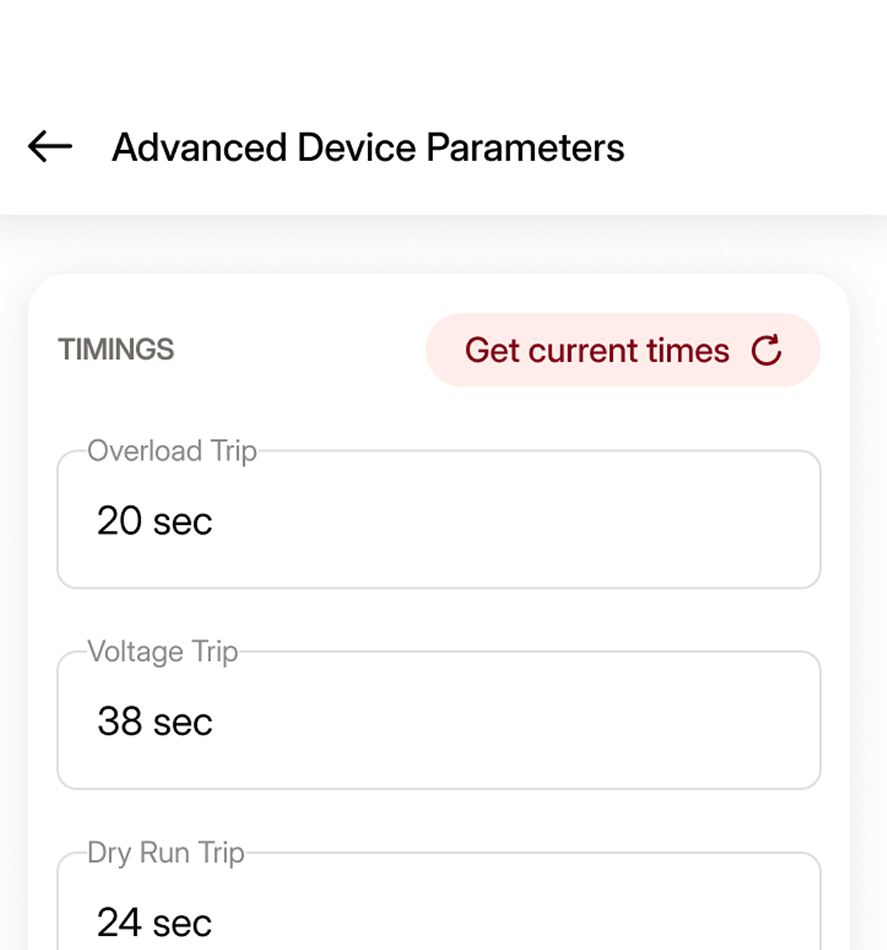 Advanced Device Parameters
TIMINGS
Get current times
Overload Trip
20 sec
Voltage Trip
38 sec
Dry Run Trip
24 sec